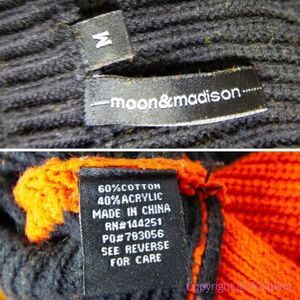 M
moon&madison
60%COTTON
40%ACRYLIC
MADE IN CHINA
RN#144251
PO#793056
SEE REVERSE
FOR CARE